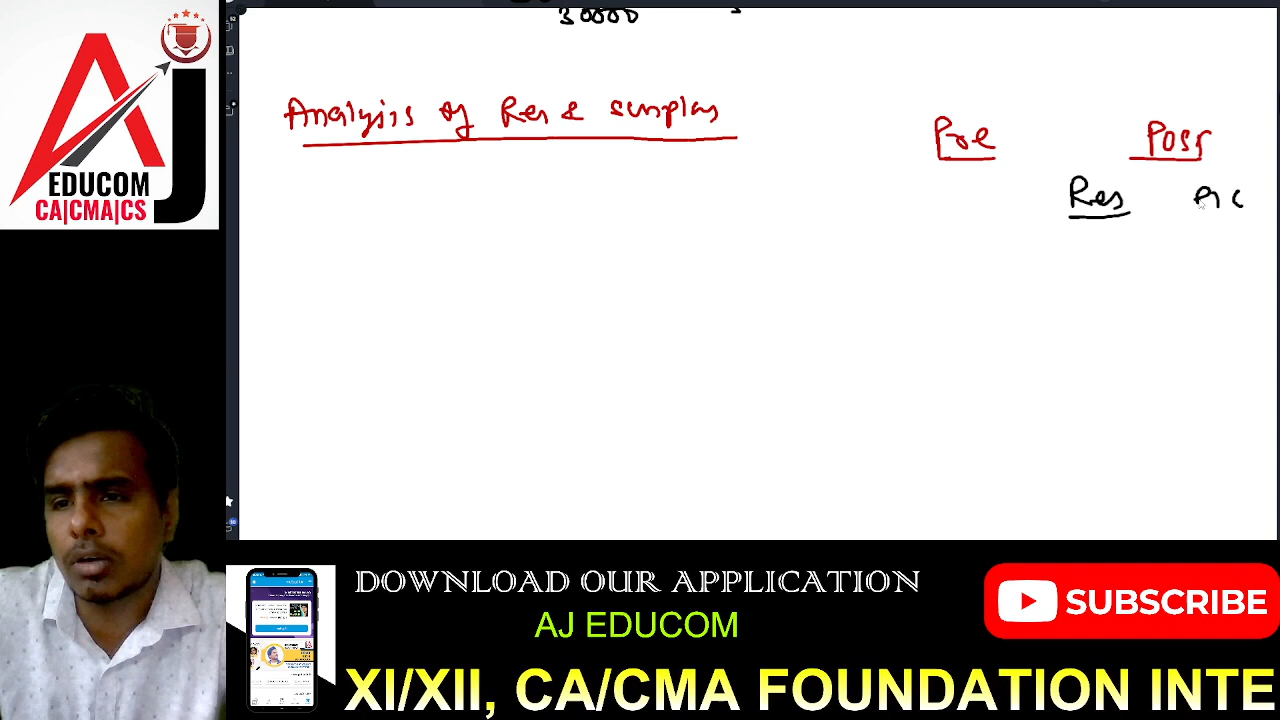 30000
Analysis of Res & Surplus
Pre
Post
Res
AJ
EDUCOM
CA|CMA|CS
DOWNLOAD OUR APPLICATION
AJ EDUCOM
SUBSCRIBE
XI/XII, CA/CMA FOUNDATION INTE